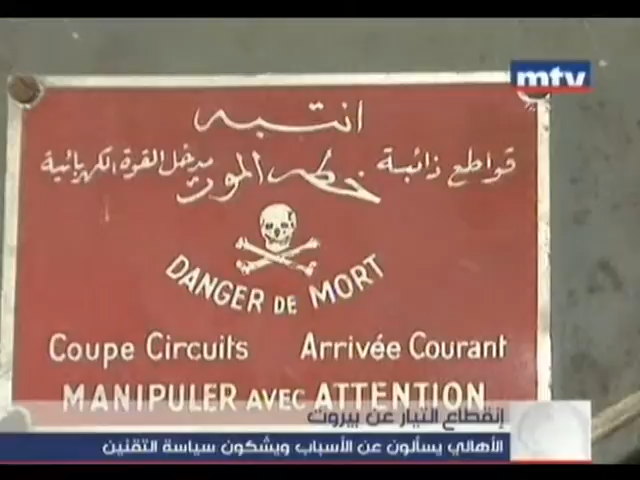 mtv
انتبه
قواطع ذائبة خطر الموت مدخل القوة الكهربائية
DANGER DE MORT
Coupe Circuits Arrivée Courant
MANIPULER AVEC ATTENTION
إنقطاع التيار عن بيروت
الأهالي يسألون عن الأسباب ويشكون سياسة التقنين